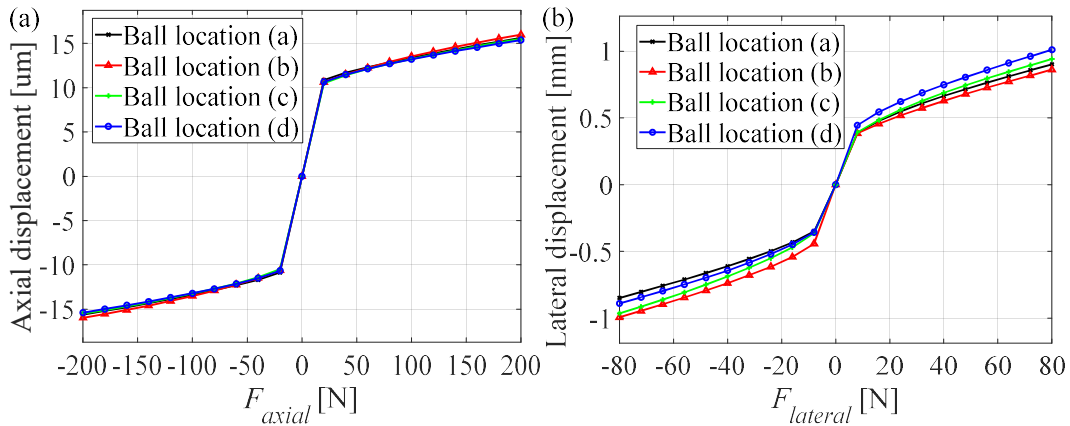 (a)
Axial displacement [um]
15
10
5
0
-5
-10
-15
Ball location (a)
Ball location (b)
Ball location (c)
Ball location (d)
-200 -150 -100 -50 0 50 100 150 200
F axial [N]
(b)
Lateral displacement [mm]
1
0.5
0
-0.5
-1
Ball location (a)
Ball location (b)
Ball location (c)
Ball location (d)
-80 -60 -40 -20 0 20 40 60 80
F lateral [N]